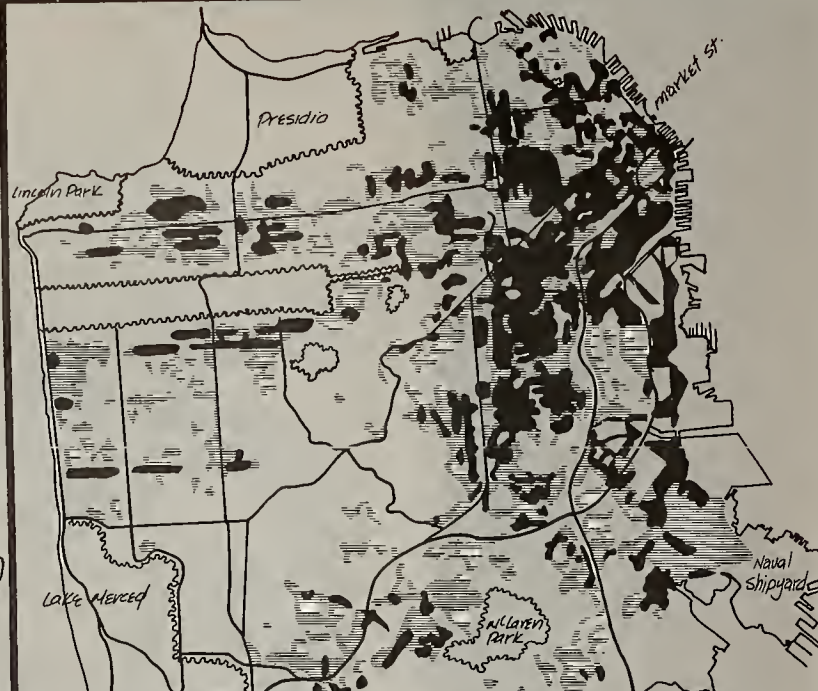 market st.
Presidio
Lincoln Park
Naval
Shipyard
Lake Merced
McLaren
Park